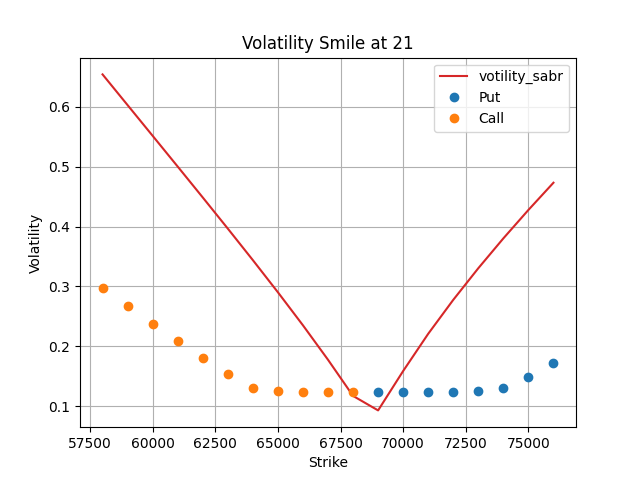 Volatility Smile at 21
votility_sabr
Put
Call
Volatility
0.6
0.5
0.4
0.3
0.2
0.1
57500 60000 62500 65000 67500 70000 72500 75000
Strike